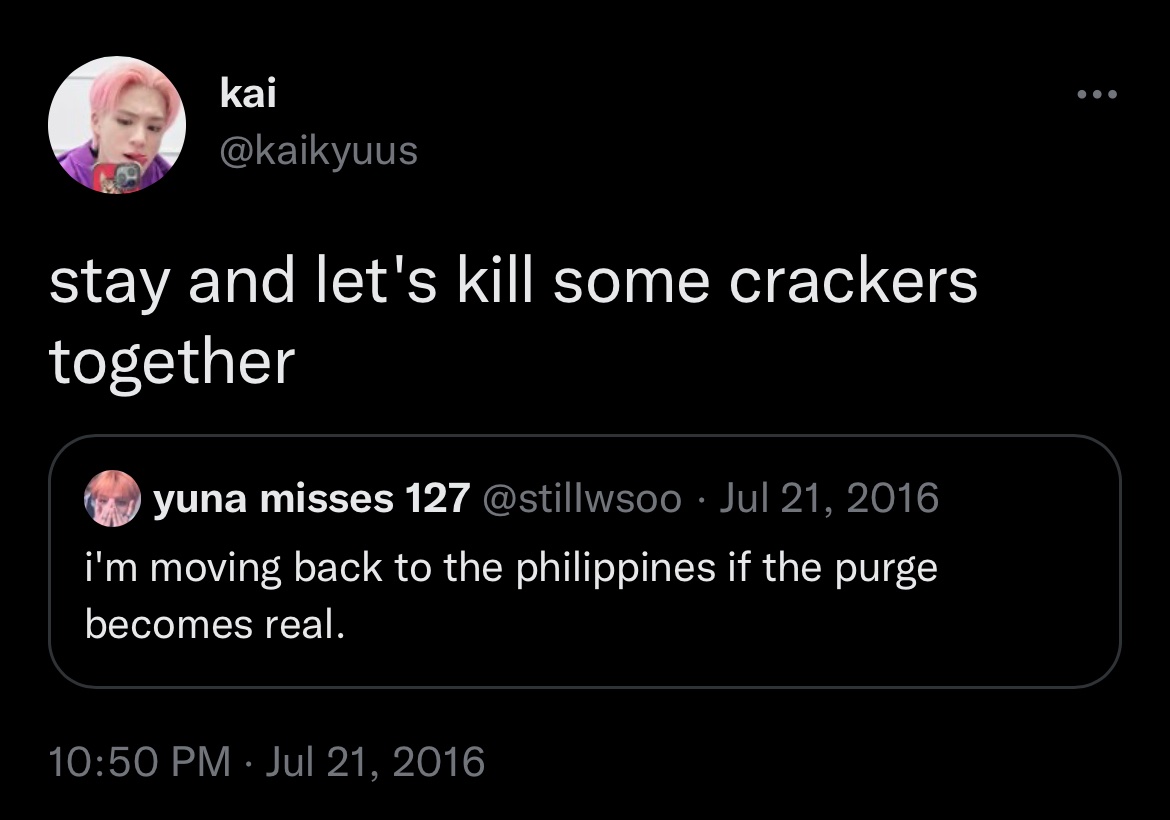 kai
@kaikyuus
stay and let's kill some crackers
together
yuna misses 127 @stillwsoo · Jul 21, 2016
i'm moving back to the philippines if the purge
becomes real.
10:50 PM · Jul 21, 2016